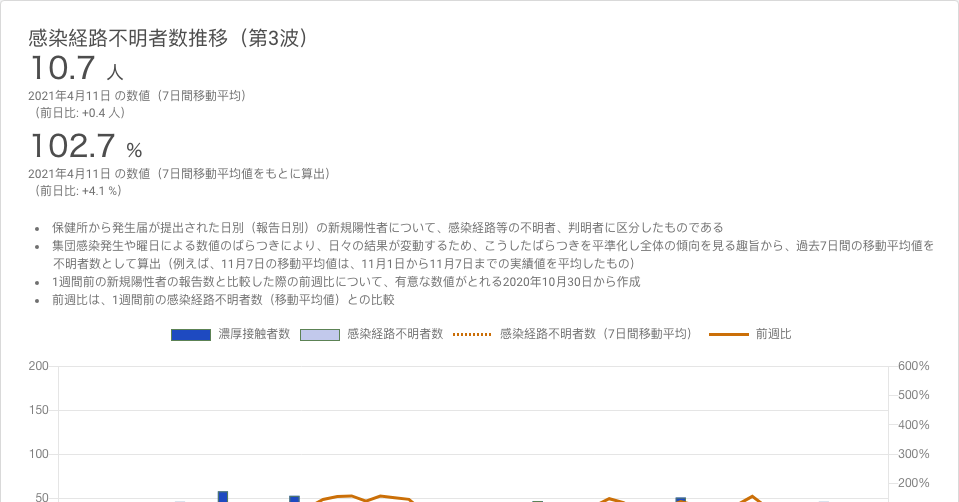 感染経路不明者数推移（第3波）
10.7 人
2021年4月11日 の数値（7日間移動平均）
（前日比: +0.4 人）
102.7 %
2021年4月11日 の数値（7日間移動平均値をもとに算出）
（前日比: +4.1 %）
• 保健所から発生届が提出された日別（報告日別）の新規陽性者について、感染経路等の不明者、判明者に区分したものである
• 集団感染発生や曜日による数値のばらつきにより、日々の結果が変動するため、こうしたばらつきを平準化し全体の傾向を見る趣旨から、過去7日間の移動平均値を
不明者数として算出（例えば、11月7日の移動平均値は、11月1日から11月7日までの実績値を平均したもの）
• 1週間前の新規陽性者の報告数と比較した際の前週比について、有意な数値がとれる2020年10月30日から作成
• 前週比は、1週間前の感染経路不明者数（移動平均値）との比較
濃厚接触者数 感染経路不明者数 感染経路不明者数（7日間移動平均） 前週比
200 600%
500%
150
400%
100 300%
200%
50